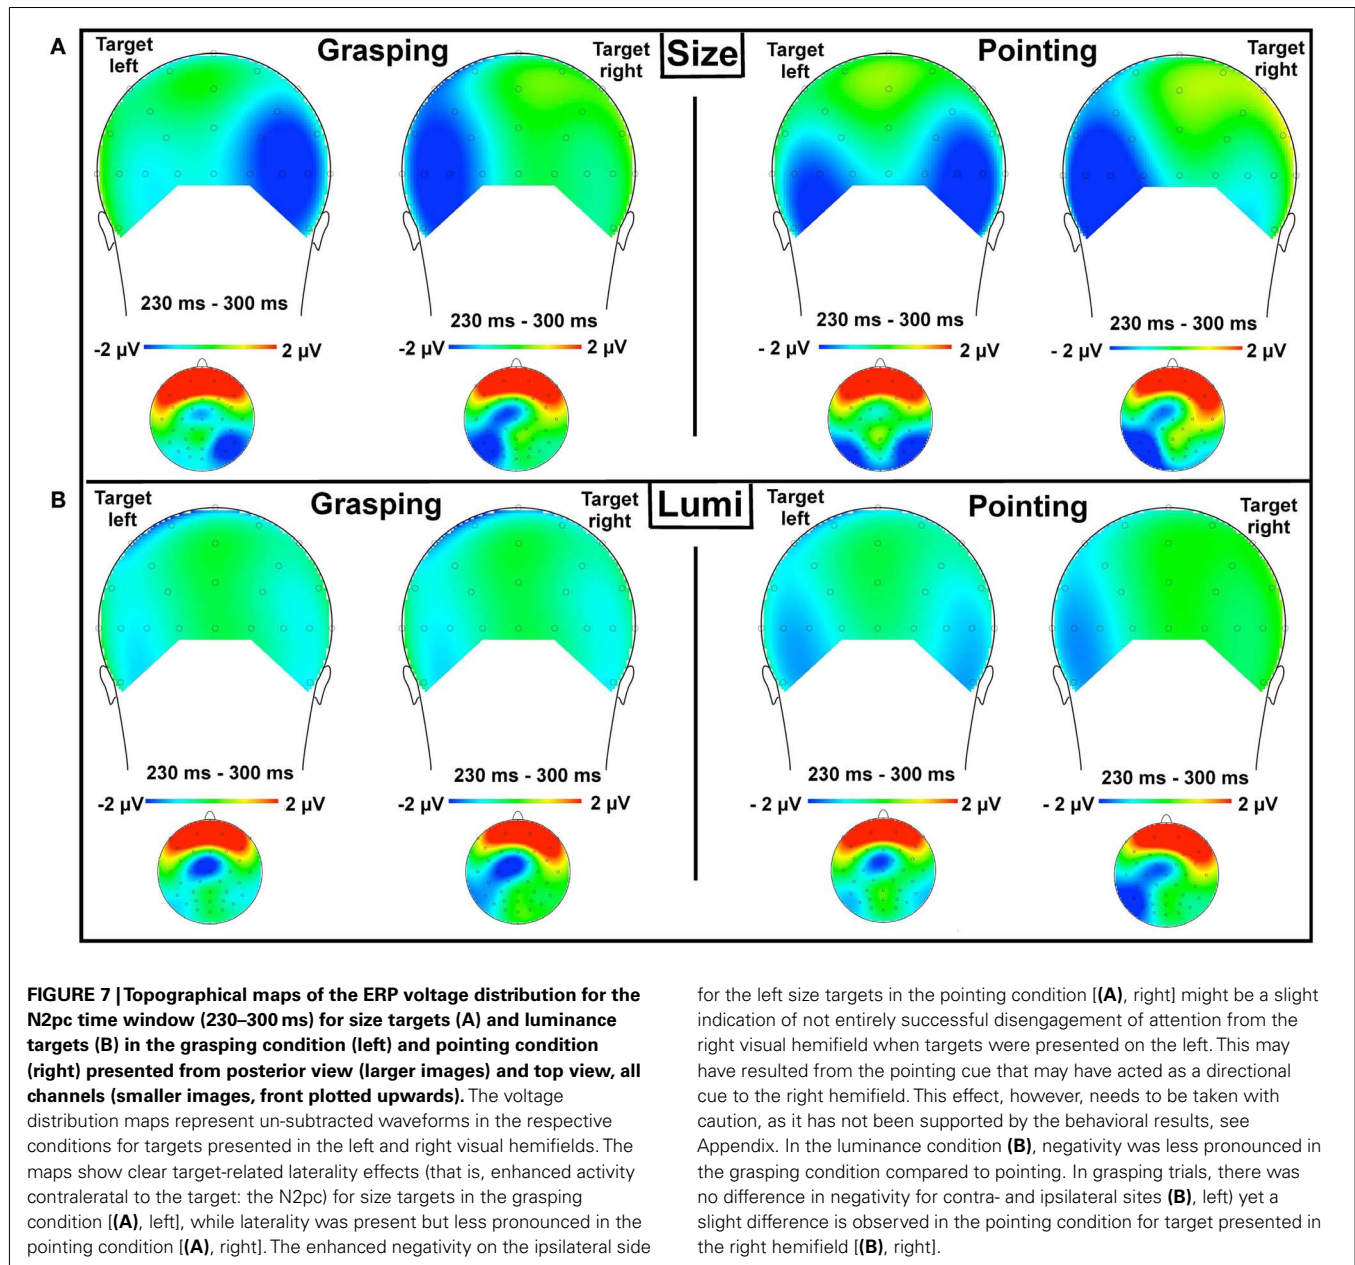 A
Target
left
Grasping
Target
right
Size
Target
left
Pointing
Target
right
230 ms - 300 ms
-2 µV 2 µV
230 ms - 300 ms
-2 µV 2 µV
230 ms - 300 ms
- 2 µV 2 µV
230 ms - 300 ms
- 2 µV 2 µV
B
Target
left
Grasping
Target
right
Lumi
Target
left
Pointing
Target
right
230 ms - 300 ms
-2 µV 2 µV
230 ms - 300 ms
-2 µV 2 µV
230 ms - 300 ms
- 2 µV 2 µV
230 ms - 300 ms
- 2 µV 2 µV
FIGURE 7 | Topographical maps of the ERP voltage distribution for the
N2pc time window (230–300 ms) for size targets (A) and luminance
targets (B) in the grasping condition (left) and pointing condition
(right) presented from posterior view (larger images) and top view, all
channels (smaller images, front plotted upwards). The voltage
distribution maps represent un-subtracted waveforms in the respective
conditions for targets presented in the left and right visual hemifields. The
maps show clear target-related laterality effects (that is, enhanced activity
contraleratal to the target: the N2pc) for size targets in the grasping
condition [(A), left], while laterality was present but less pronounced in the
pointing condition [(A), right]. The enhanced negativity on the ipsilateral side
for the left size targets in the pointing condition [(A), right] might be a slight
indication of not entirely successful disengagement of attention from the
right visual hemifield when targets were presented on the left. This may
have resulted from the pointing cue that may have acted as a directional
cue to the right hemifield. This effect, however, needs to be taken with
caution, as it has not been supported by the behavioral results, see
Appendix. In the luminance condition (B), negativity was less pronounced in
the grasping condition compared to pointing. In grasping trials, there was
no difference in negativity for contra- and ipsilateral sites (B), left) yet a
slight difference is observed in the pointing condition for target presented in
the right hemifield [(B), right].